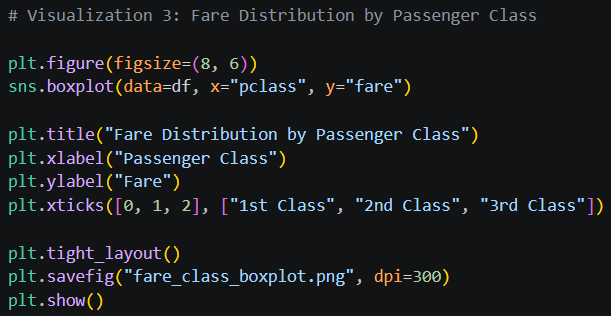 # Visualization 3: Fare Distribution by Passenger Class
plt.figure(figsize=(8, 6))
sns.boxplot(data=df, x="pclass", y="fare")
plt.title("Fare Distribution by Passenger Class")
plt.xlabel("Passenger Class")
plt.ylabel("Fare")
plt.xticks([0, 1, 2], ["1st Class", "2nd Class", "3rd Class"])
plt.tight_layout()
plt.savefig("fare_class_boxplot.png", dpi=300)
plt.show()